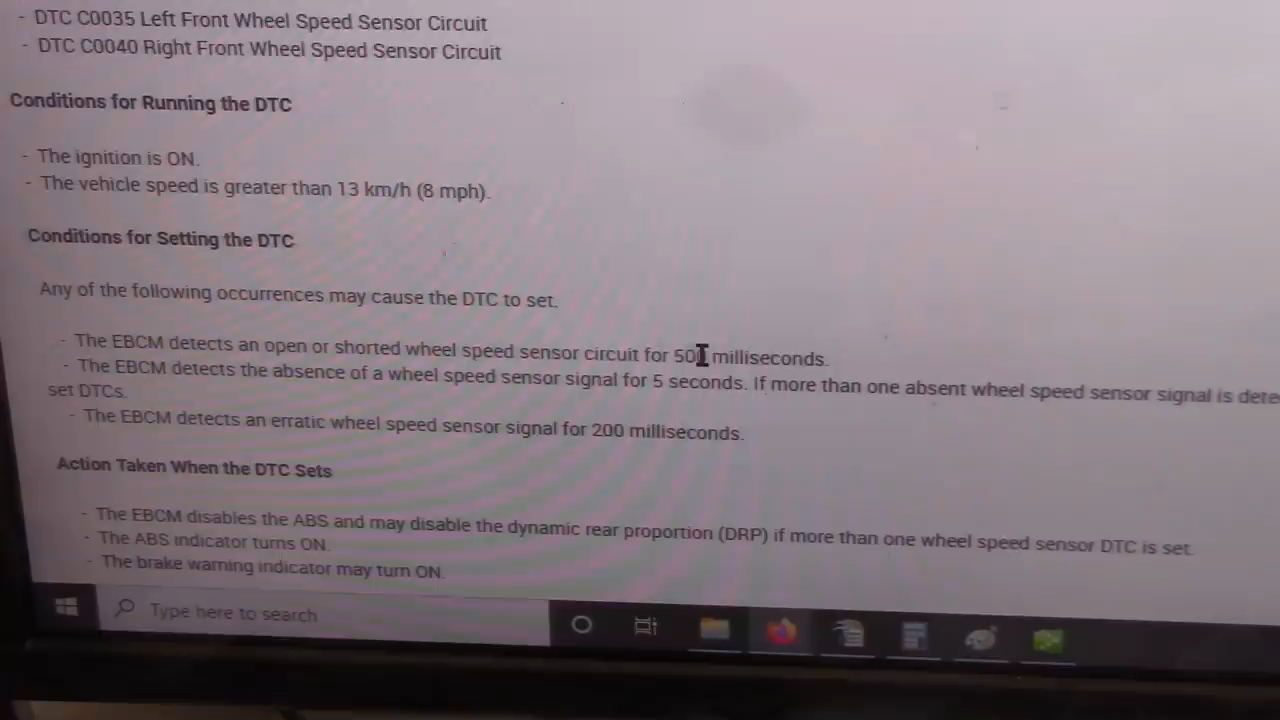 - DTC C0035 Left Front Wheel Speed Sensor Circuit
- DTC C0040 Right Front Wheel Speed Sensor Circuit
Conditions for Running the DTC
- The ignition is ON.
- The vehicle speed is greater than 13 km/h (8 mph).
Conditions for Setting the DTC
Any of the following occurrences may cause the DTC to set.
- The EBCM detects an open or shorted wheel speed sensor circuit for milliseconds.
- The EBCM detects the absence of a wheel speed sensor signal for 5 seconds. If more than one absent wheel speed sensor signal is dete
set DTCs.
- The EBCM detects an erratic wheel speed sensor signal for 200 milliseconds.
Action Taken When the DTC Sets
- The EBCM disables the ABS and may disable the dynamic rear proportion (DRP) if more than one wheel speed sensor DTC is set.
- The ABS indicator turns ON.
- The brake warning indicator may turn ON.
Type here to search